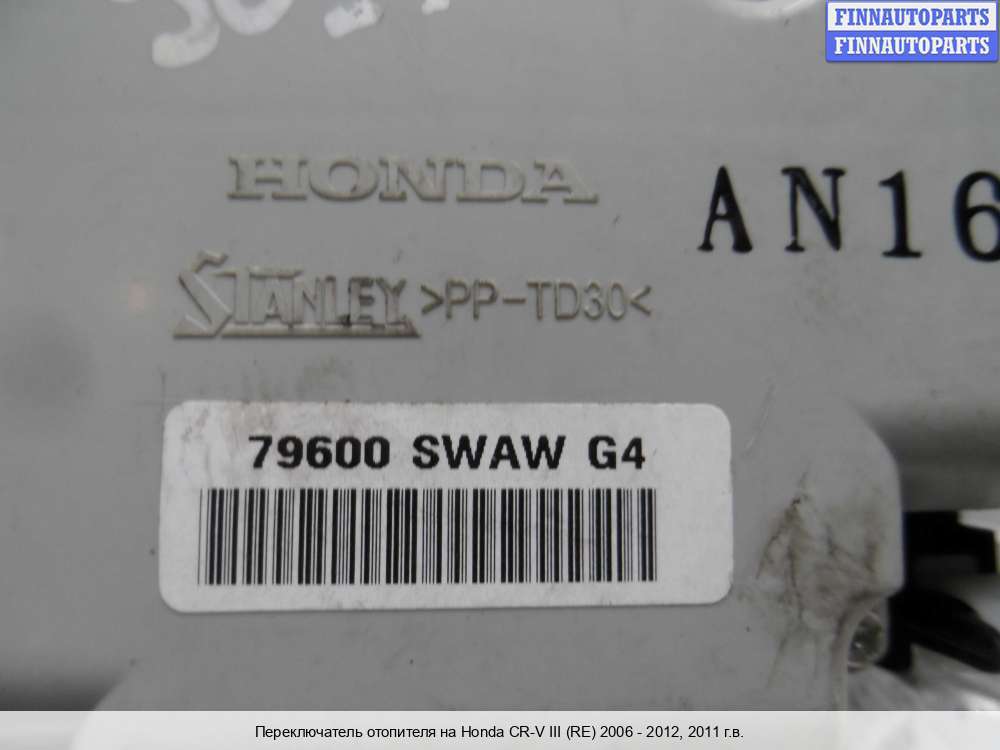 FINNAUTOPARTS
FINNAUTOPARTS
HONDA
AN16
STANLEY >PP-TD30<
79600 SWAW G4
Переключатель отопителя на Honda CR-V III (RE) 2006 - 2012, 2011 г.в.